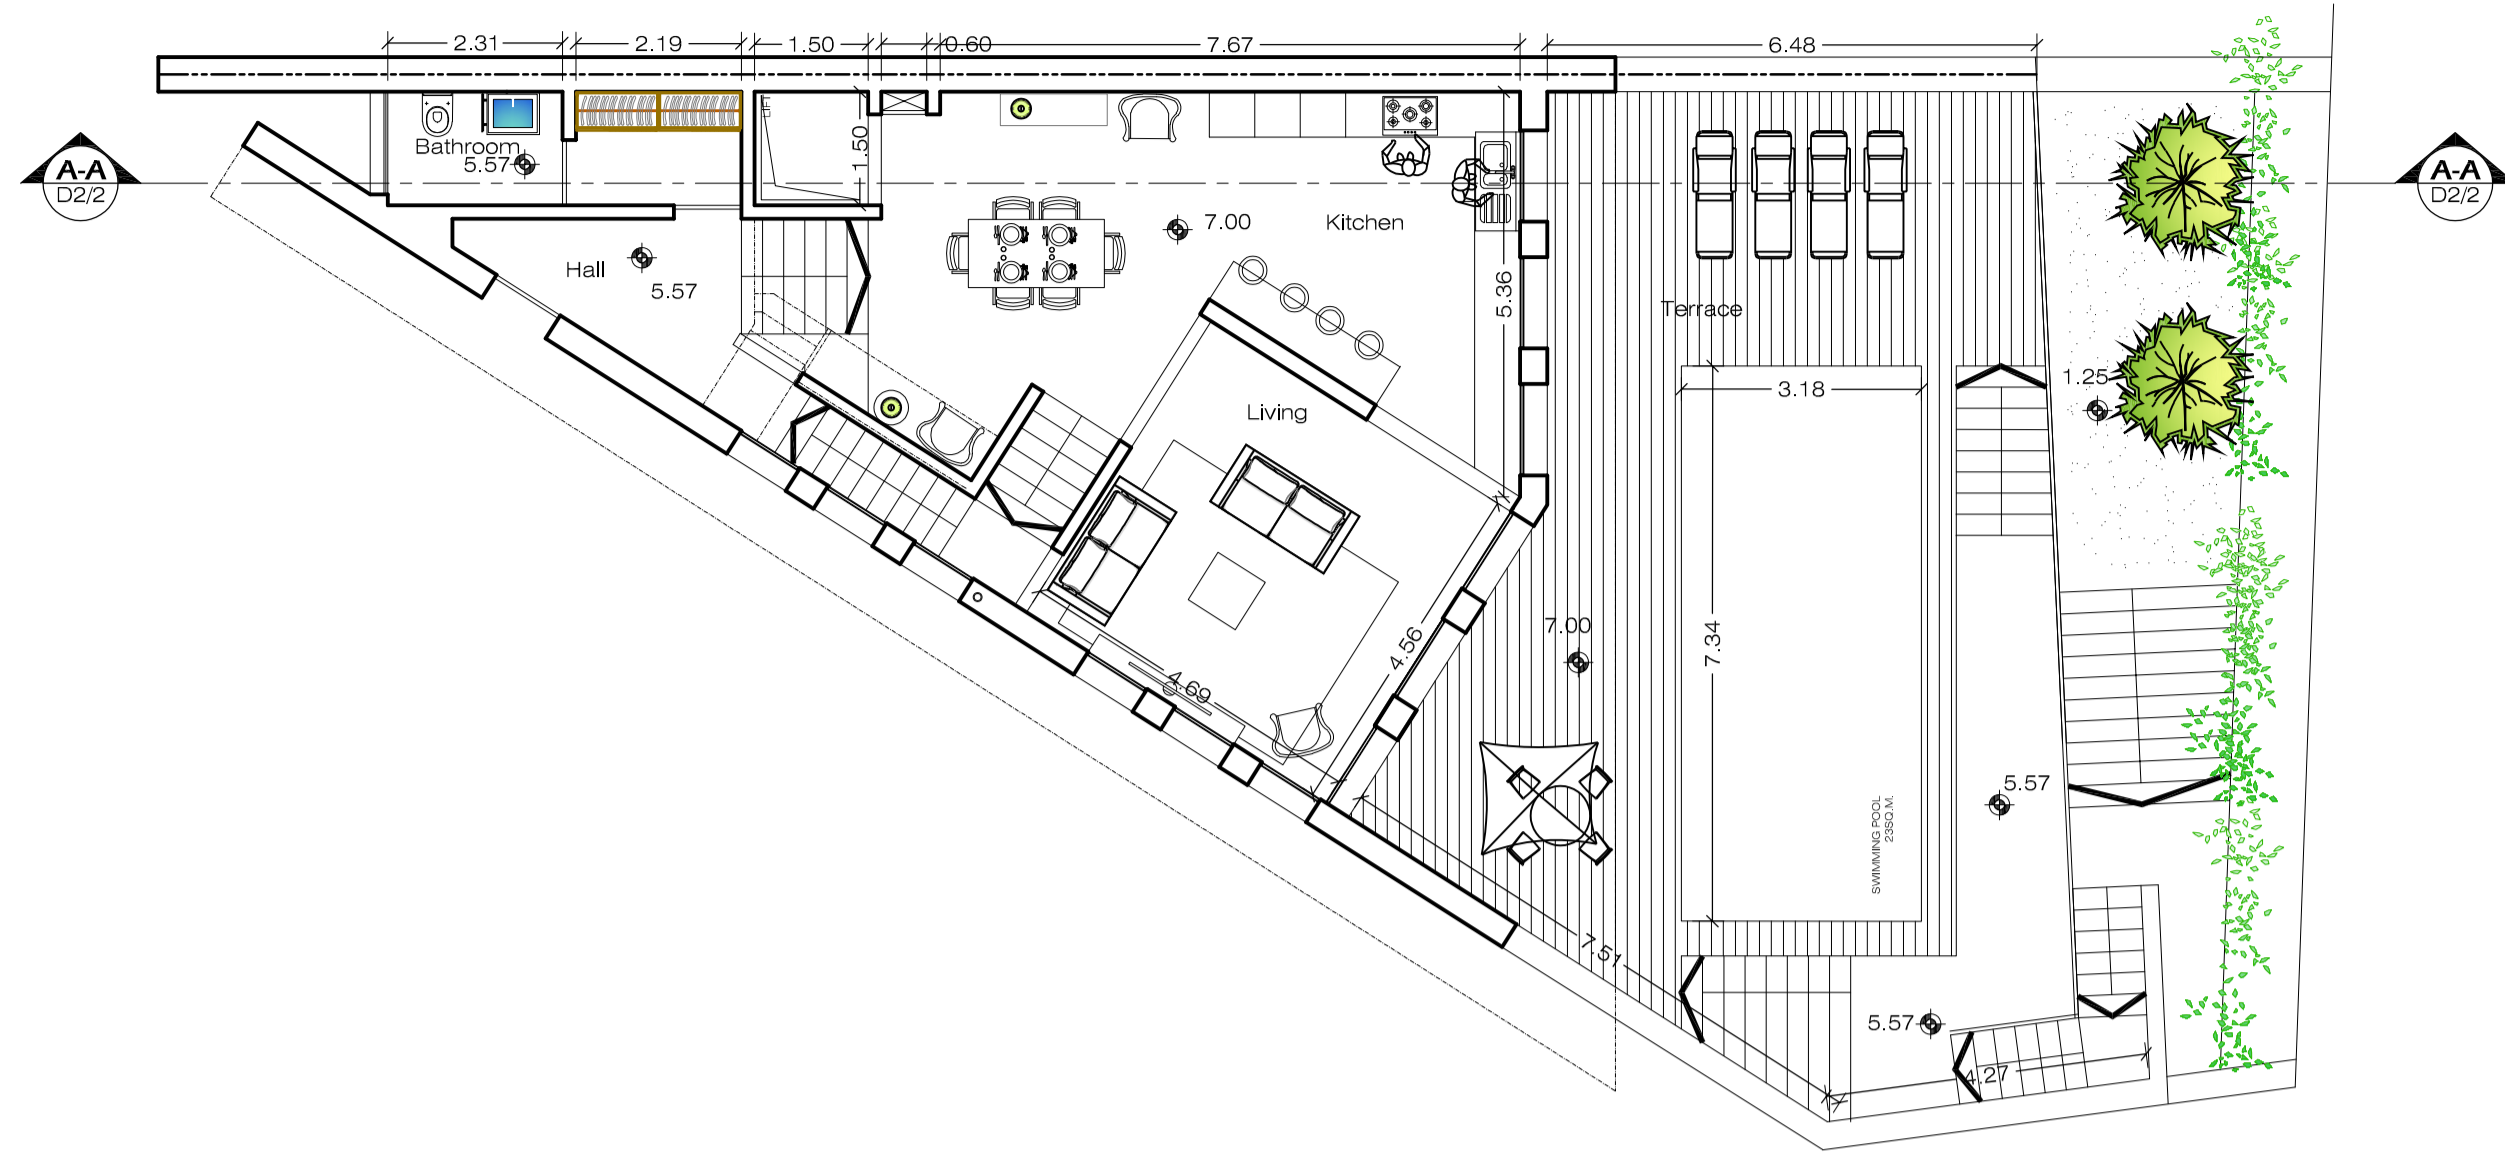 2.31
2.19
1.50
0.60
7.67
6.48
LIFT
1.50
Bathroom
5.57
A-A
D2/2
A-A
D2/2
7.00
Kitchen
Hall
5.57
5.36
Terrace
3.18
1.25
Living
7.00
7.34
4.56
4.69
5.57
SWIMMING POOL
23SQ.M.
7.51
5.57
4.27